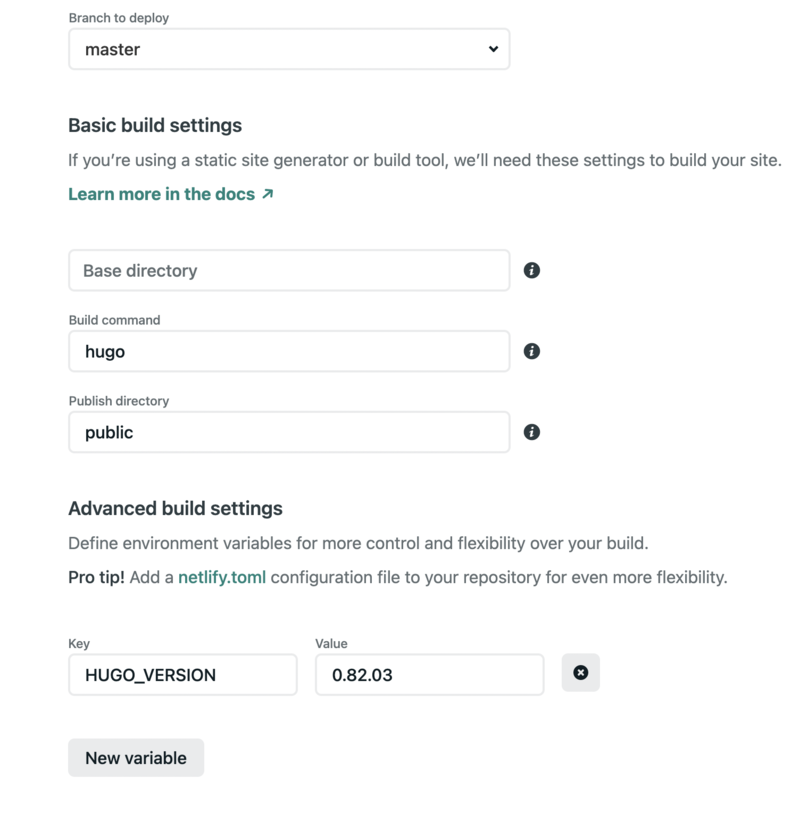 Branch to deploy
master
Basic build settings
If you’re using a static site generator or build tool, we’ll need these settings to build your site.
Learn more in the docs ↗
Base directory
Build command
hugo
Publish directory
public
Advanced build settings
Define environment variables for more control and flexibility over your build.
Pro tip! Add a netlify.toml configuration file to your repository for even more flexibility.
Key Value
HUGO_VERSION 0.82.03
New variable